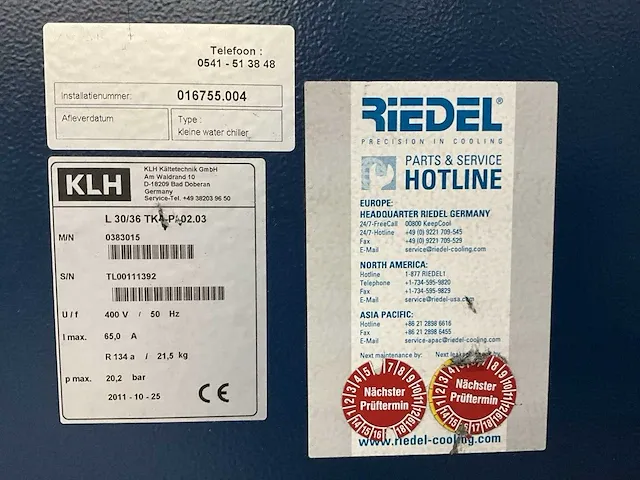 Telefoon :
0541 - 51 38 48
Installatienummer: 016755.004
Afleverdatum
Type :
kleine water chiller
KLH
KLH Kältetechnik GmbH
Am Waldrand 10
D-18209 Bad Doberan
Germany
Service-Tel. +49 38203 96 50
L 30/36 TK4-P/02.03
M/N 0383015
S/N TL00111392
U/f 400 V / 50 Hz
I max. 65,0 A
R 134 a / 21,5 kg
p max. 20,2 bar
2011 - 10 - 25
CE
RIEDEL®
PRECISION IN COOLING
PARTS & SERVICE
HOTLINE
EUROPE:
HEADQUARTER RIEDEL GERMANY
24/7-FreeCall 00800 KeepCool
24/7-Hotline +49 (0) 9221 709-545
Fax +49 (0) 9221 709-529
E-Mail service@riedel-cooling.com
NORTH AMERICA:
Hotline 1-877 RIEDEL1
Telephone +1-734-595-9820
Fax +1-734-595-9829
E-Mail service@riedel-usa.com
ASIA PACIFIC:
Hotline +86 21 2898 6616
Fax +86 21 2898 6455
E-Mail service-apac@riedel-cooling.com
Next maintenance by:
Next
Nächster
Prüftermin
Nächster
Prüftermin
www.riedel-cooling.com